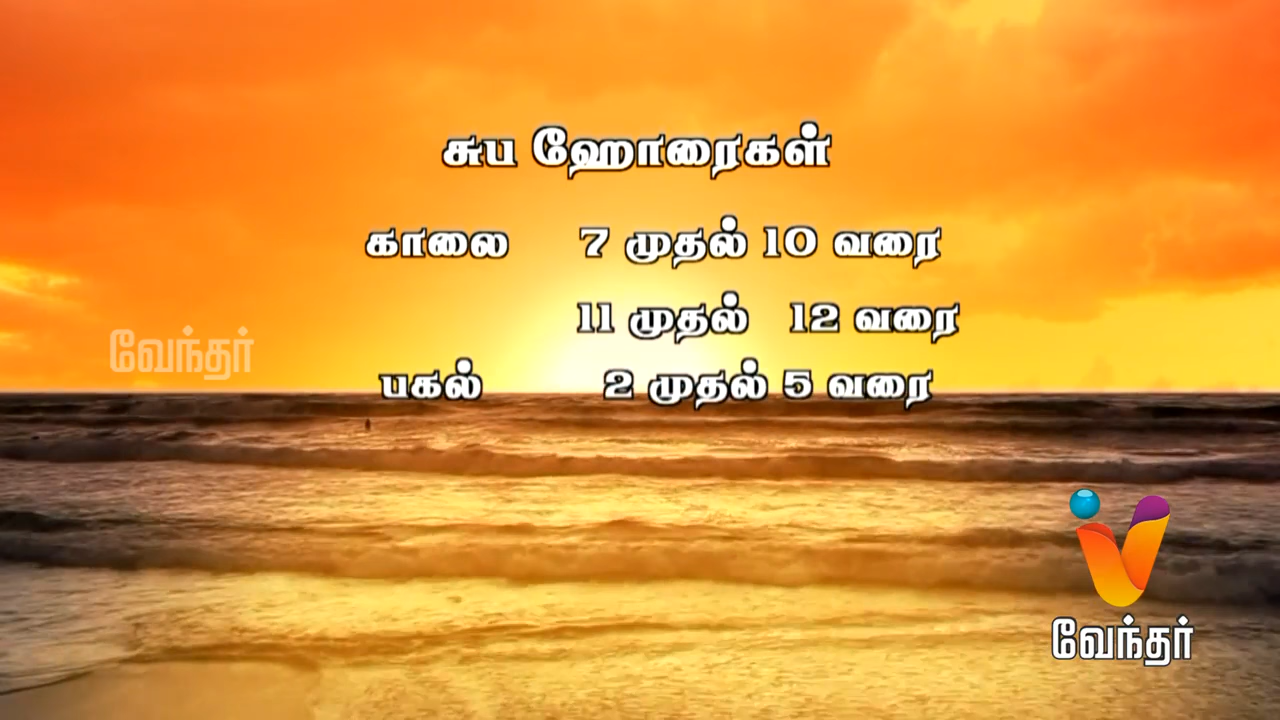 சுப ஹோரைகள்
காலை 7 முதல் 10 வரை
11 முதல் 12 வரை
வேந்தர்
பகல் 2 முதல் 5 வரை
வேந்தர்